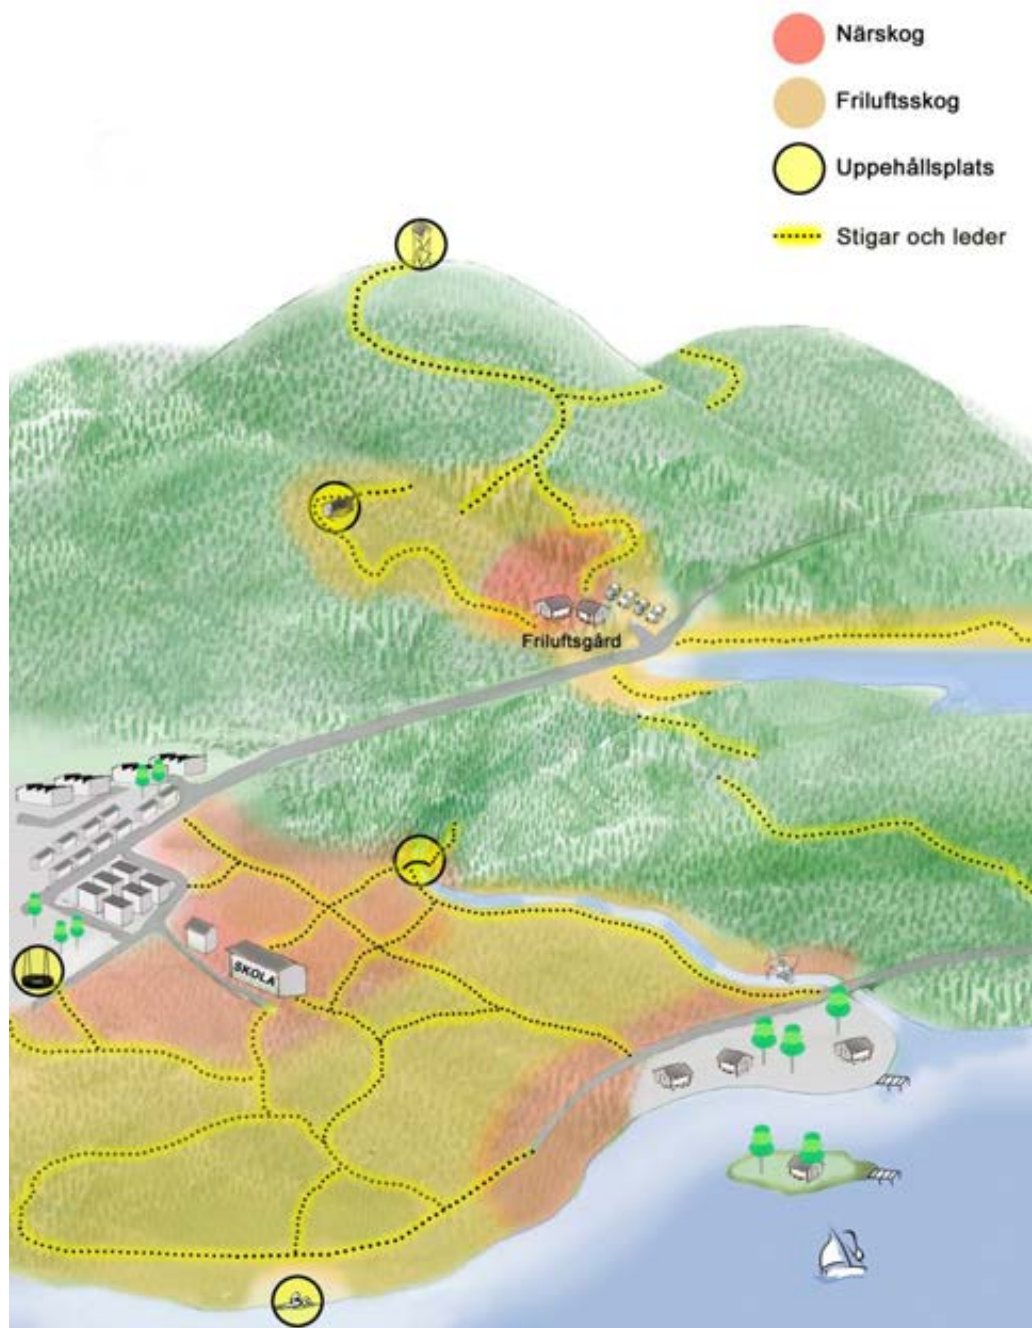 Närskog
Friluftsskog
Uppehållsplats
Stigar och leder
Friluftsgård
SKOLA